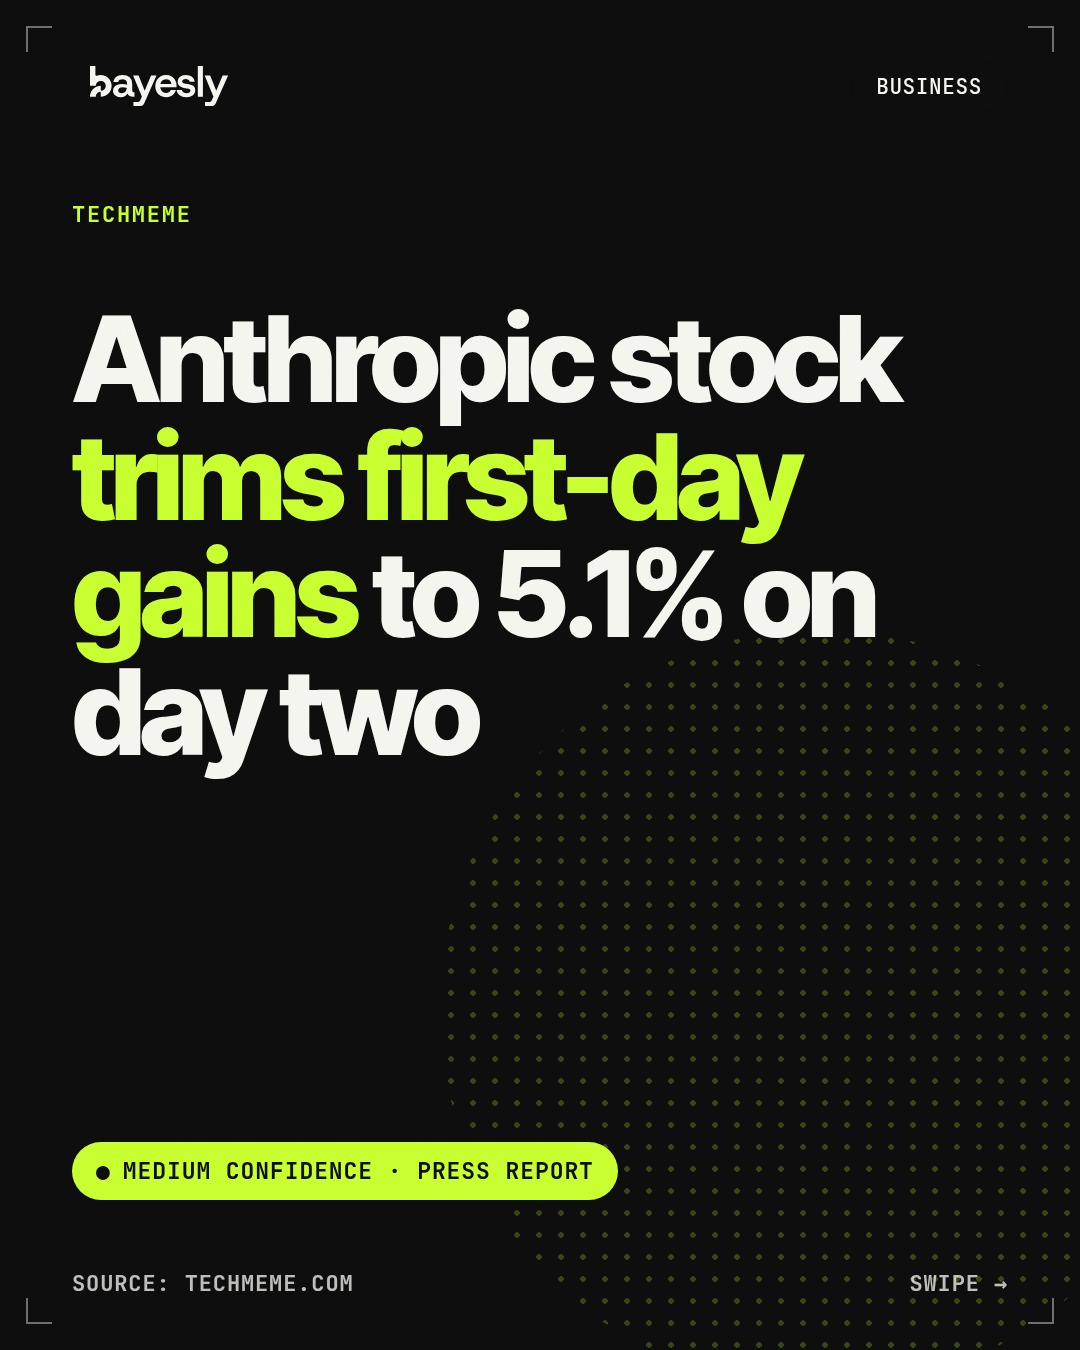 bayesly
BUSINESS
TECHMEME
Anthropic stock
trims first-day
gains to 5.1% on
day two
MEDIUM CONFIDENCE · PRESS REPORT
SOURCE: TECHMEME.COM
SWIPE →